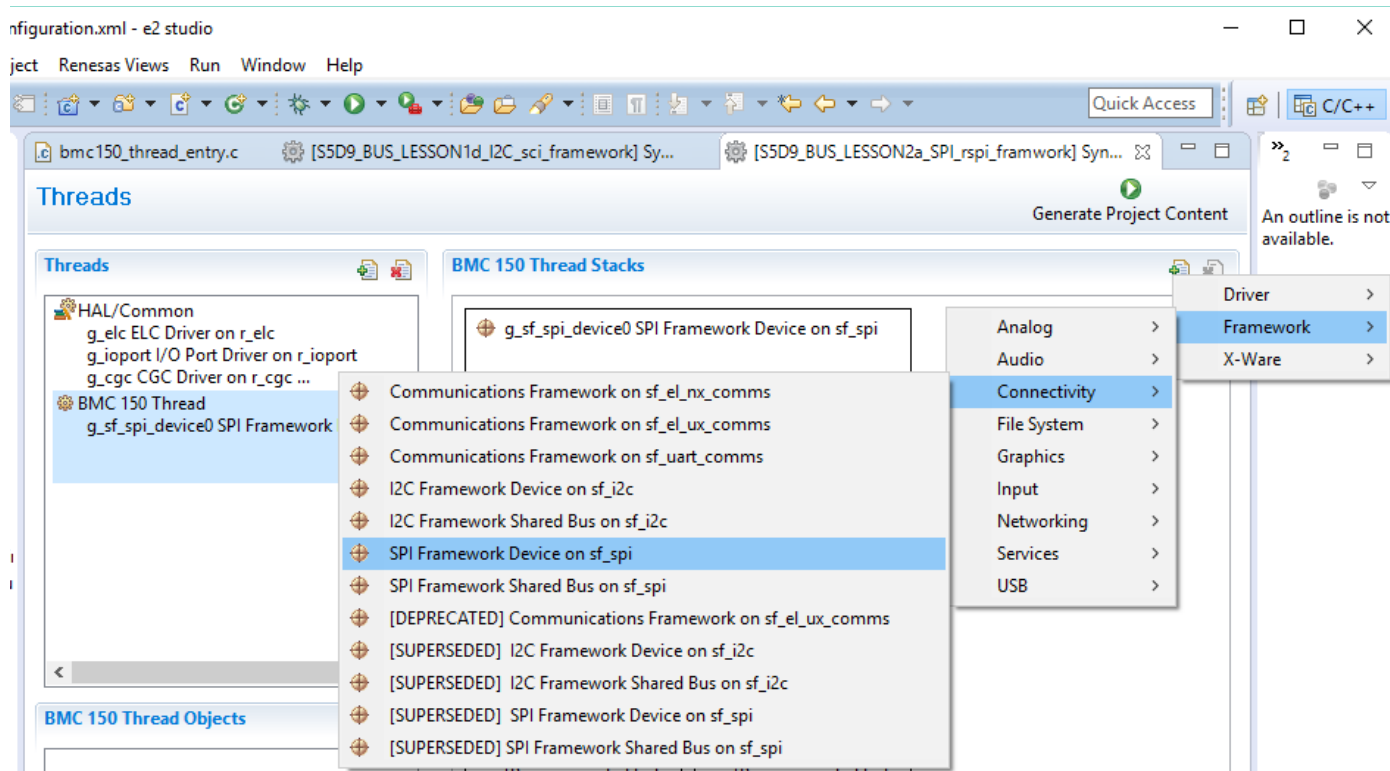 nfiguration.xml - e2 studio
ject Renesas Views Run Window Help
Quick Access
C/C++
bmc150_thread_entry.c
[S5D9_BUS_LESSON1d_I2C_sci_framework] Sy...
[S5D9_BUS_LESSON2a_SPI_rspi_framwork] Syn...
»2
Threads
Generate Project Content
An outline is not
available.
Threads
HAL/Common
g_elc ELC Driver on r_elc
g_ioport I/O Port Driver on r_ioport
g_cgc CGC Driver on r_cgc ...
BMC 150 Thread
g_sf_spi_device0 SPI Framework
BMC 150 Thread Stacks
g_sf_spi_device0 SPI Framework Device on sf_spi
Driver
Framework
X-Ware
Analog
Audio
Connectivity
File System
Graphics
Input
Networking
Services
USB
Communications Framework on sf_el_nx_comms
Communications Framework on sf_el_ux_comms
Communications Framework on sf_uart_comms
I2C Framework Device on sf_i2c
I2C Framework Shared Bus on sf_i2c
SPI Framework Device on sf_spi
SPI Framework Shared Bus on sf_spi
[DEPRECATED] Communications Framework on sf_el_ux_comms
[SUPERSEDED] I2C Framework Device on sf_i2c
[SUPERSEDED] I2C Framework Shared Bus on sf_i2c
[SUPERSEDED] SPI Framework Device on sf_spi
[SUPERSEDED] SPI Framework Shared Bus on sf_spi
BMC 150 Thread Objects